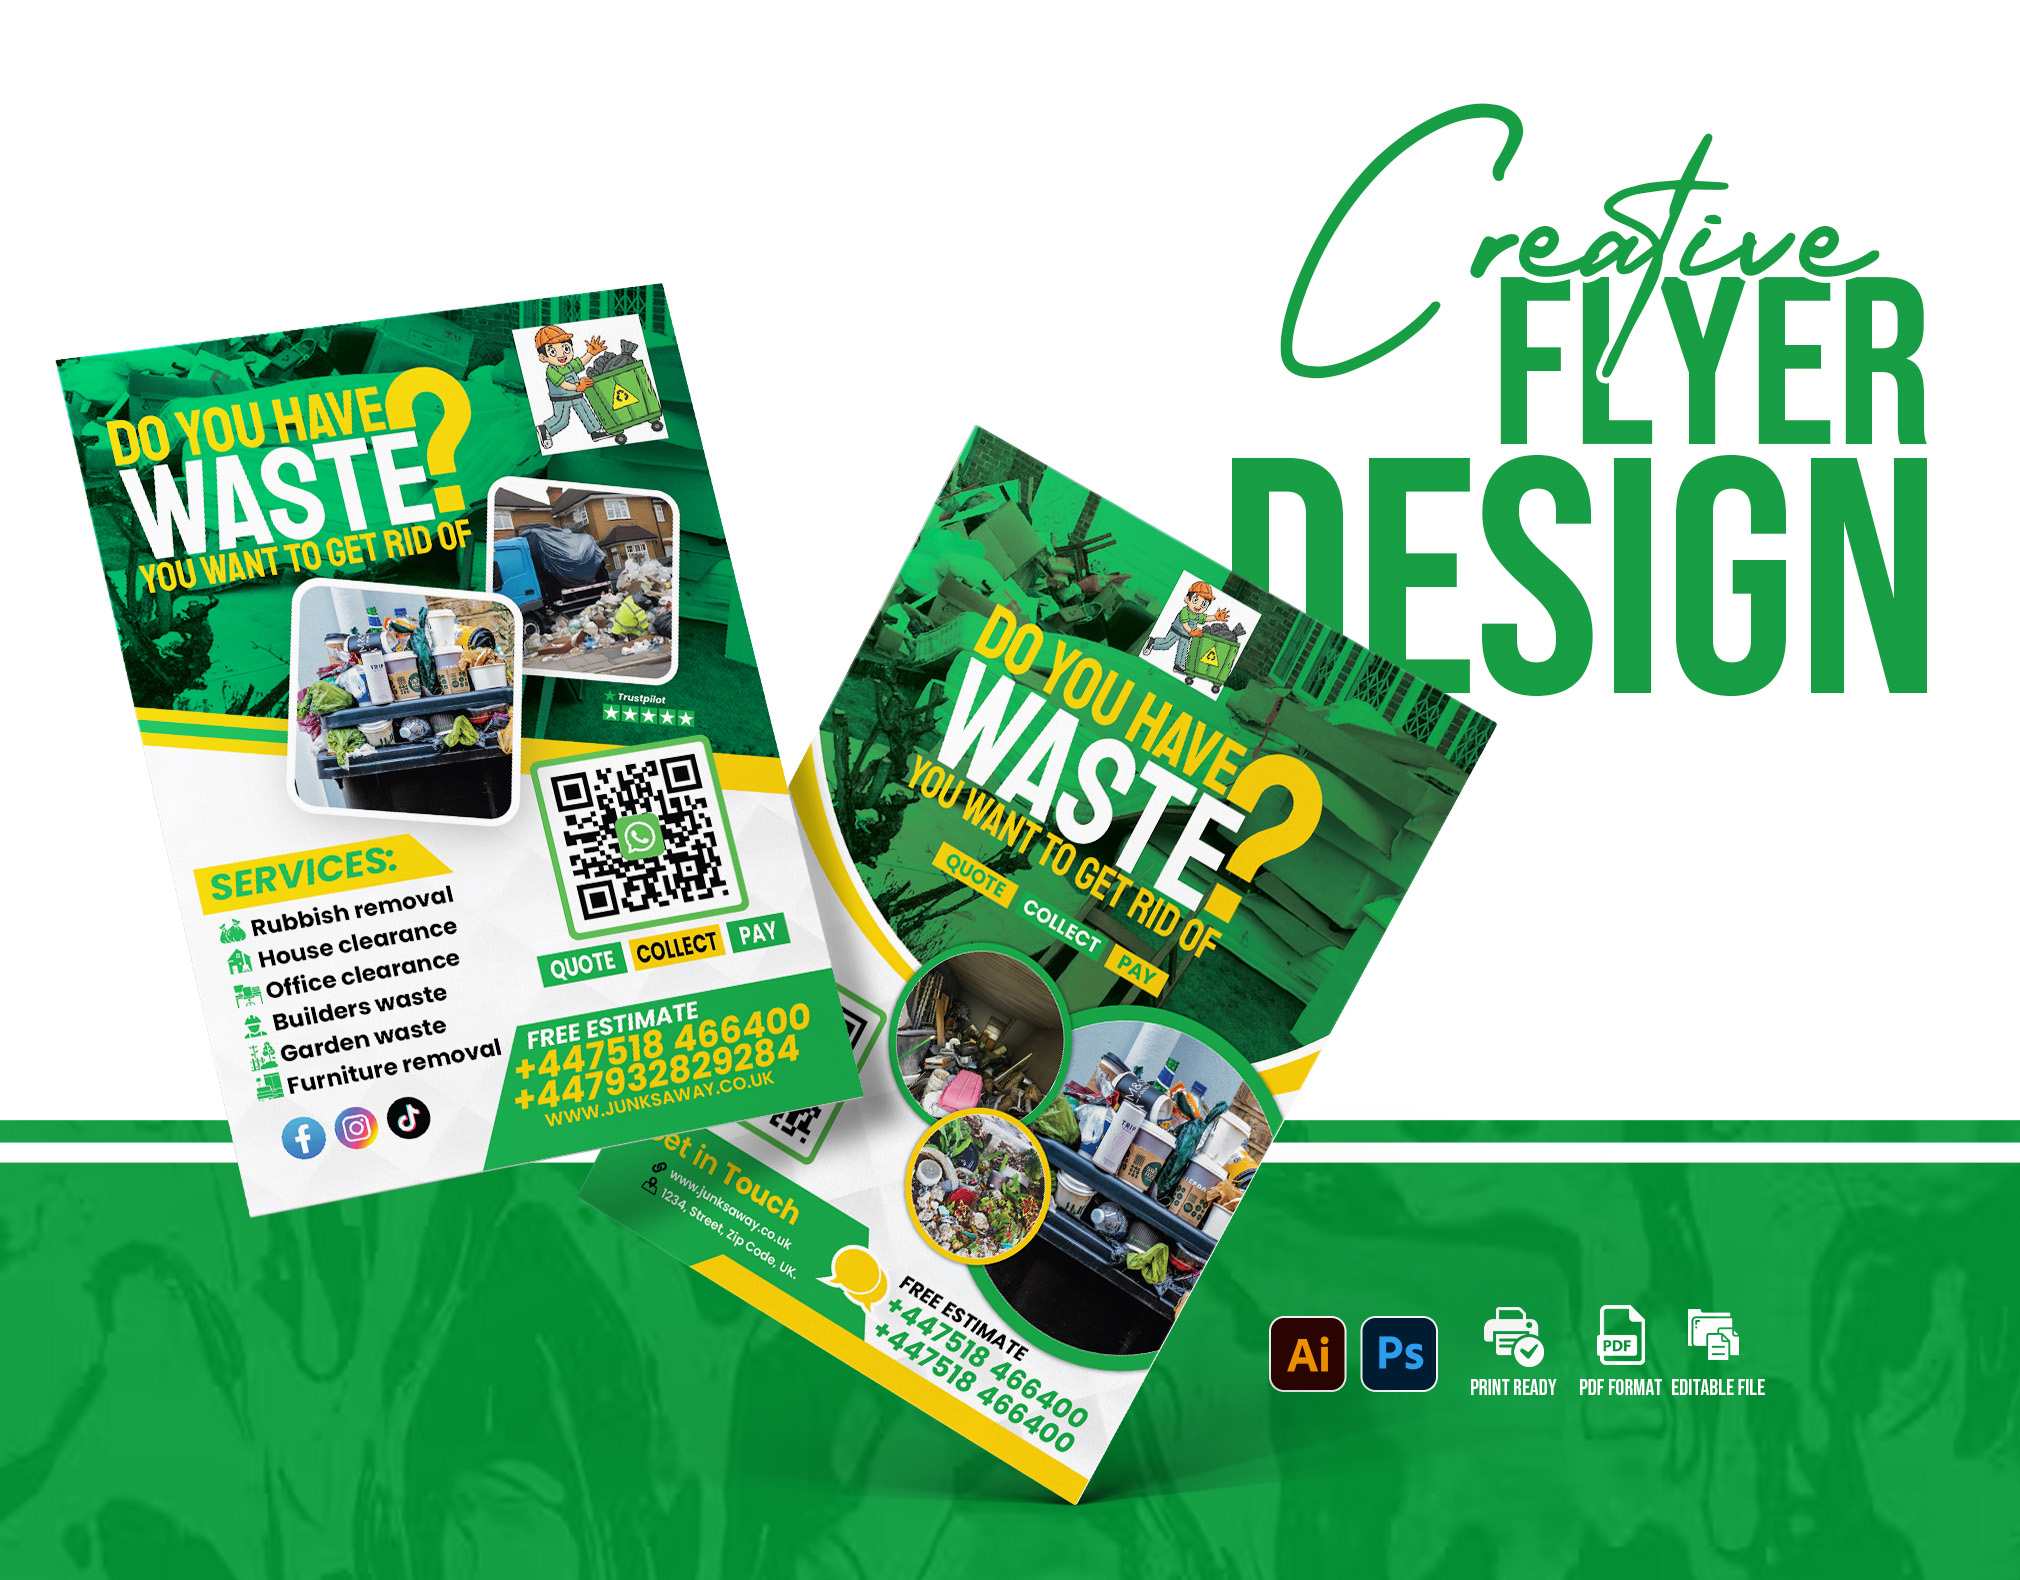 Creative
FLYER
DESIGN
DO YOU HAVE
WASTE?
YOU WANT TO GET RID OF
Trustpilot
SERVICES:
Rubbish removal
House clearance
Office clearance
Builders waste
Garden waste
Furniture removal
QUOTE COLLECT PAY
FREE ESTIMATE
+447518 466400
+447932829284
WWW.JUNKSAWAY.CO.UK
DO YOU HAVE
WASTE?
YOU WANT TO GET RID OF
QUOTE COLLECT PAY
et in Touch
www.junksaway.co.uk
1234, Street, Zip Code, UK.
FREE ESTIMATE
+447518 466400
+447518 466400
Ai
Ps
PDF
PRINT READY
PDF FORMAT
EDITABLE FILE